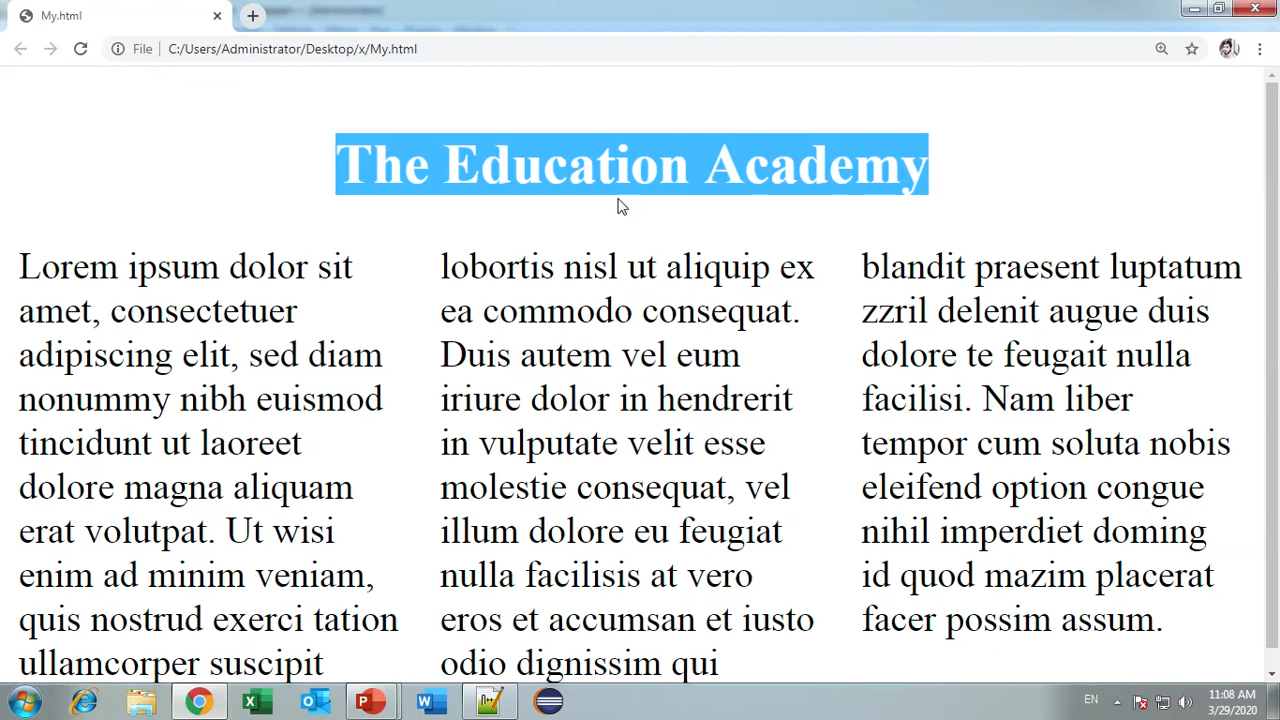 My.html
File
C:/Users/Administrator/Desktop/x/My.html
The Education Academy
Lorem ipsum dolor sit
amet, consectetuer
adipiscing elit, sed diam
nonummy nibh euismod
tincidunt ut laoreet
dolore magna aliquam
erat volutpat. Ut wisi
enim ad minim veniam,
quis nostrud exerci tation
ullamcorper suscipit
lobortis nisl ut aliquip ex
ea commodo consequat.
Duis autem vel eum
iriure dolor in hendrerit
in vulputate velit esse
molestie consequat, vel
illum dolore eu feugiat
nulla facilisis at vero
eros et accumsan et iusto
odio dignissim qui
blandit praesent luptatum
zzril delenit augue duis
dolore te feugait nulla
facilisi. Nam liber
tempor cum soluta nobis
eleifend option congue
nihil imperdiet doming
id quod mazim placerat
facer possim assum.
EN
11:08 AM
3/29/2020